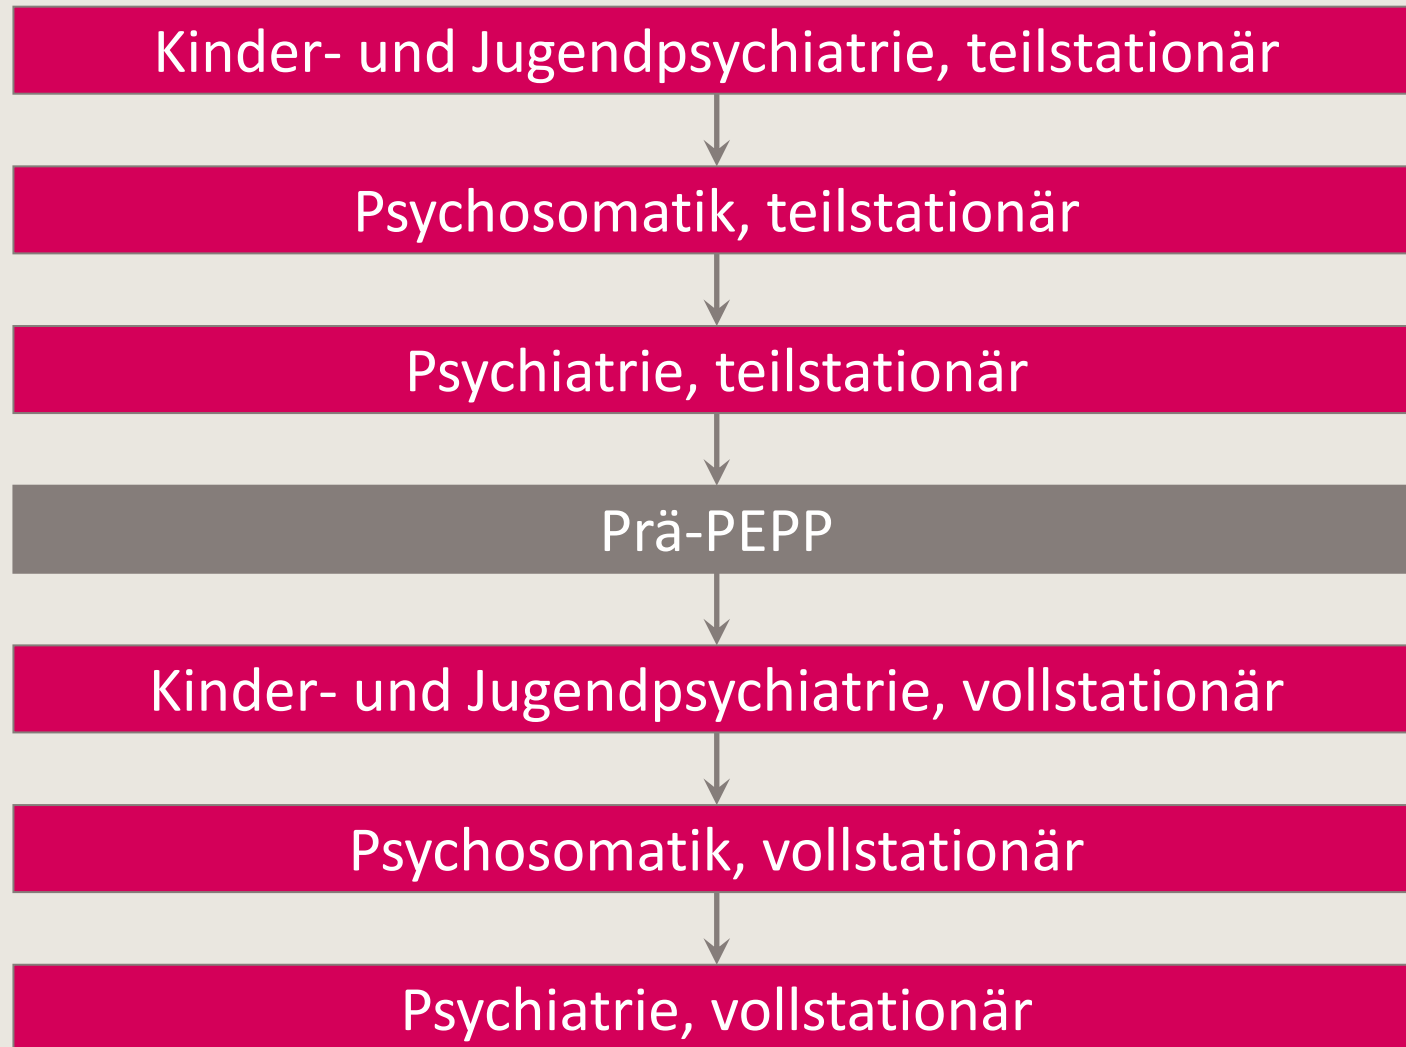 Kinder- und Jugendpsychiatrie, teilstationär
Psychosomatik, teilstationär
Psychiatrie, teilstationär
Prä-PEPP
Kinder- und Jugendpsychiatrie, vollstationär
Psychosomatik, vollstationär
Psychiatrie, vollstationär